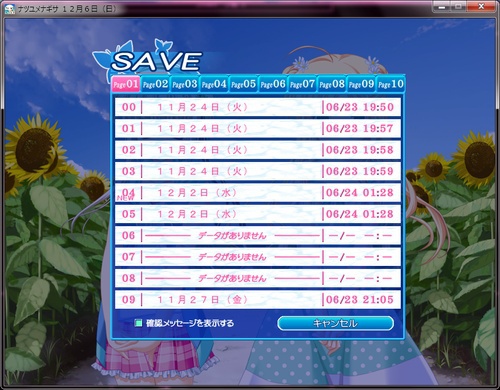 ナツユメナギサ １２月６日（日）
SAVE
Page01 Page02 Page03 Page04 Page05 Page06 Page07 Page08 Page09 Page10
00 １１月２４日（火） 06/23 19:50
01 １１月２４日（火） 06/23 19:57
02 １１月２４日（火） 06/23 19:58
03 １１月２４日（火） 06/23 19:59
04 １２月２日（水） 06/24 01:28
NEW
05 １２月２日（水） 06/24 01:28
06 ――― データがありません ――― ―/― ―:―
07 ――― データがありません ――― ―/― ―:―
08 ――― データがありません ――― ―/― ―:―
09 １１月２７日（金） 06/23 21:05
確認メッセージを表示する キャンセル